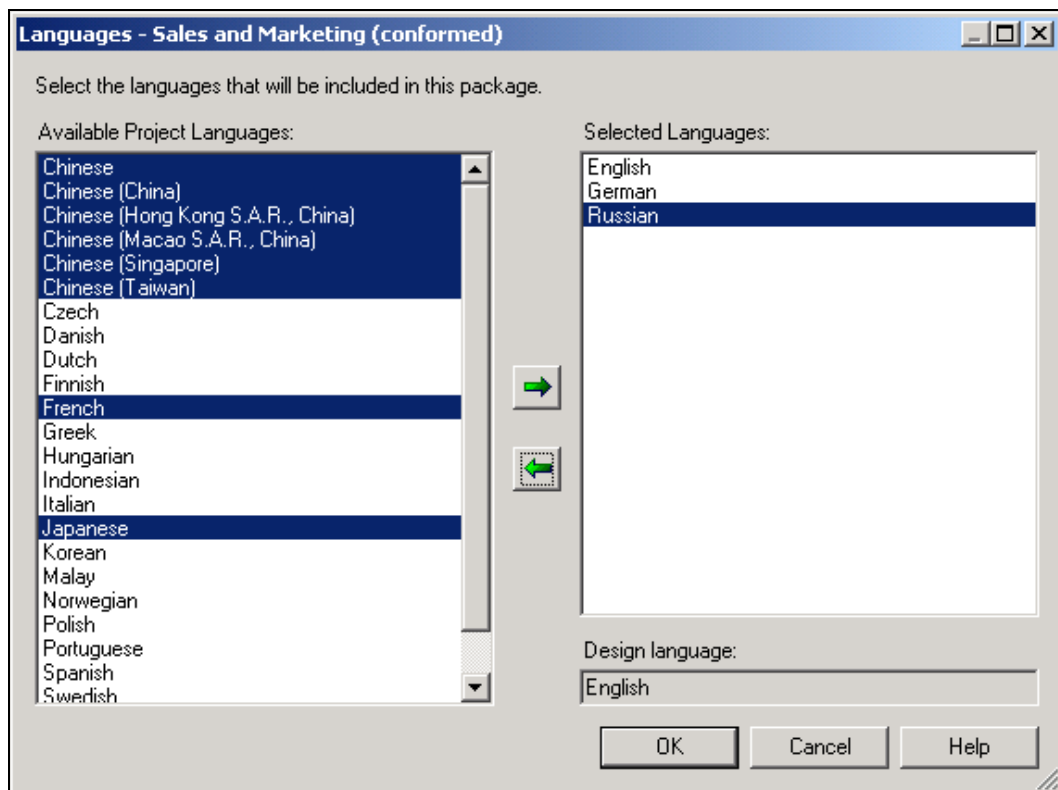 Languages - Sales and Marketing (conformed)
Select the languages that will be included in this package.
Available Project Languages:
Chinese
Chinese (China)
Chinese (Hong Kong S.A.R., China)
Chinese (Macao S.A.R., China)
Chinese (Singapore)
Chinese (Taiwan)
Czech
Danish
Dutch
Finnish
French
Greek
Hungarian
Indonesian
Italian
Japanese
Korean
Malay
Norwegian
Polish
Portuguese
Spanish
Swedish
Selected Languages:
English
German
Russian
Design language:
English
OK
Cancel
Help